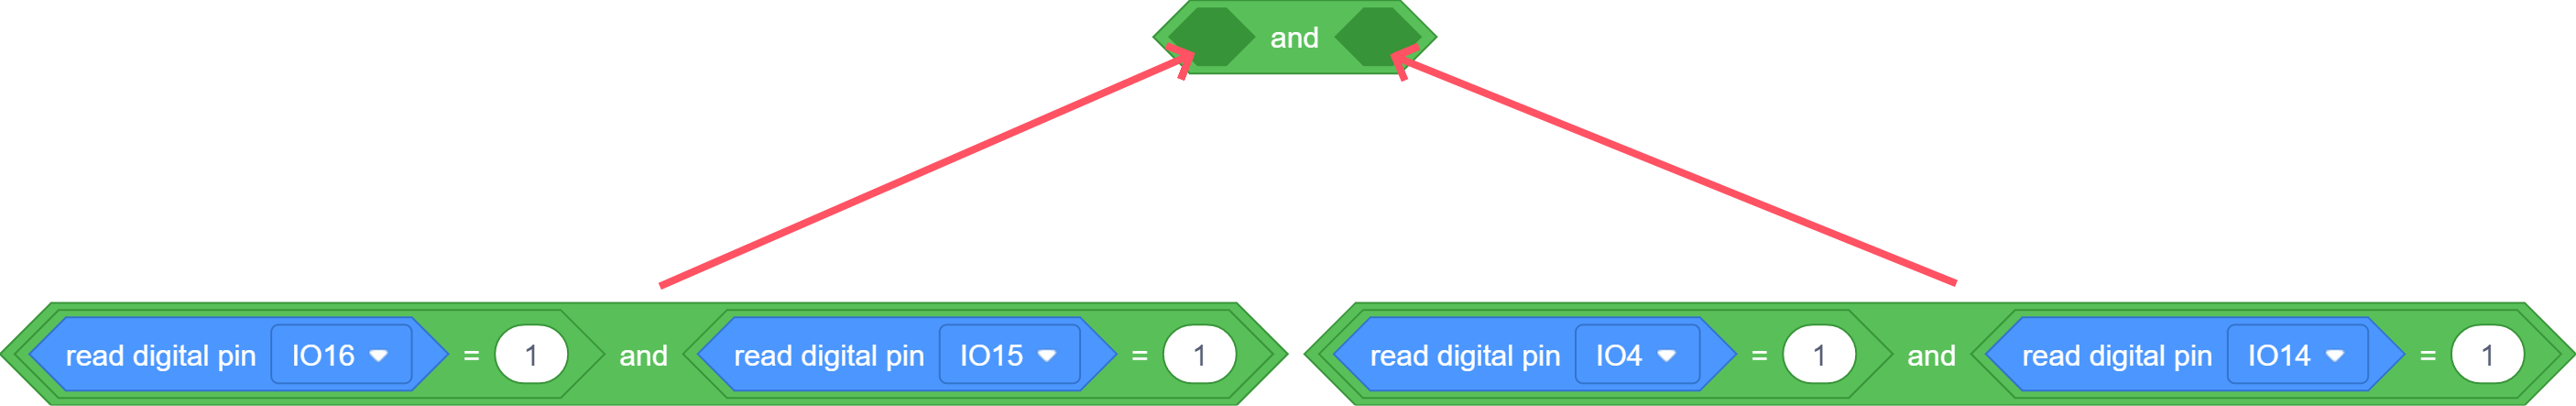 and
read digital pin IO16 = 1 and read digital pin IO15 = 1 read digital pin IO4 = 1 and read digital pin IO14 = 1